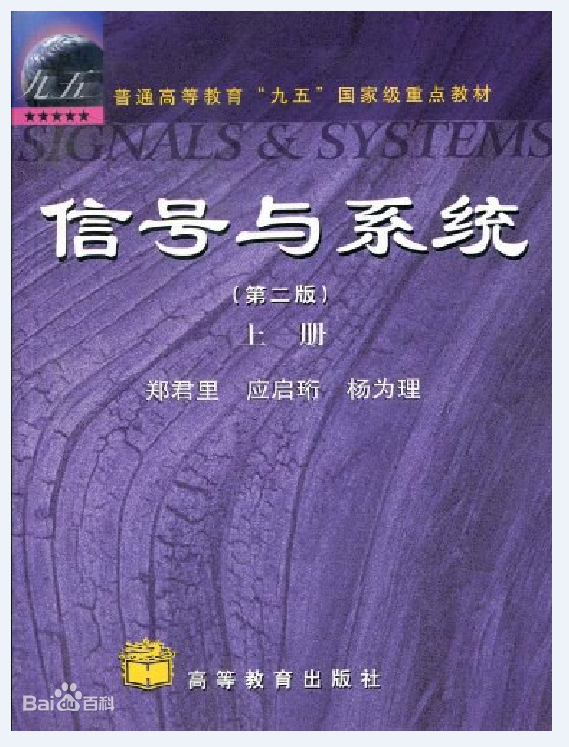 九五
★★★★★
普通高等教育“九五”国家级重点教材
SIGNALS & SYSTEMS
信号与系统
(第二版)
上 册
郑君里 应启珩 杨为理
高等教育出版社
Bai百科